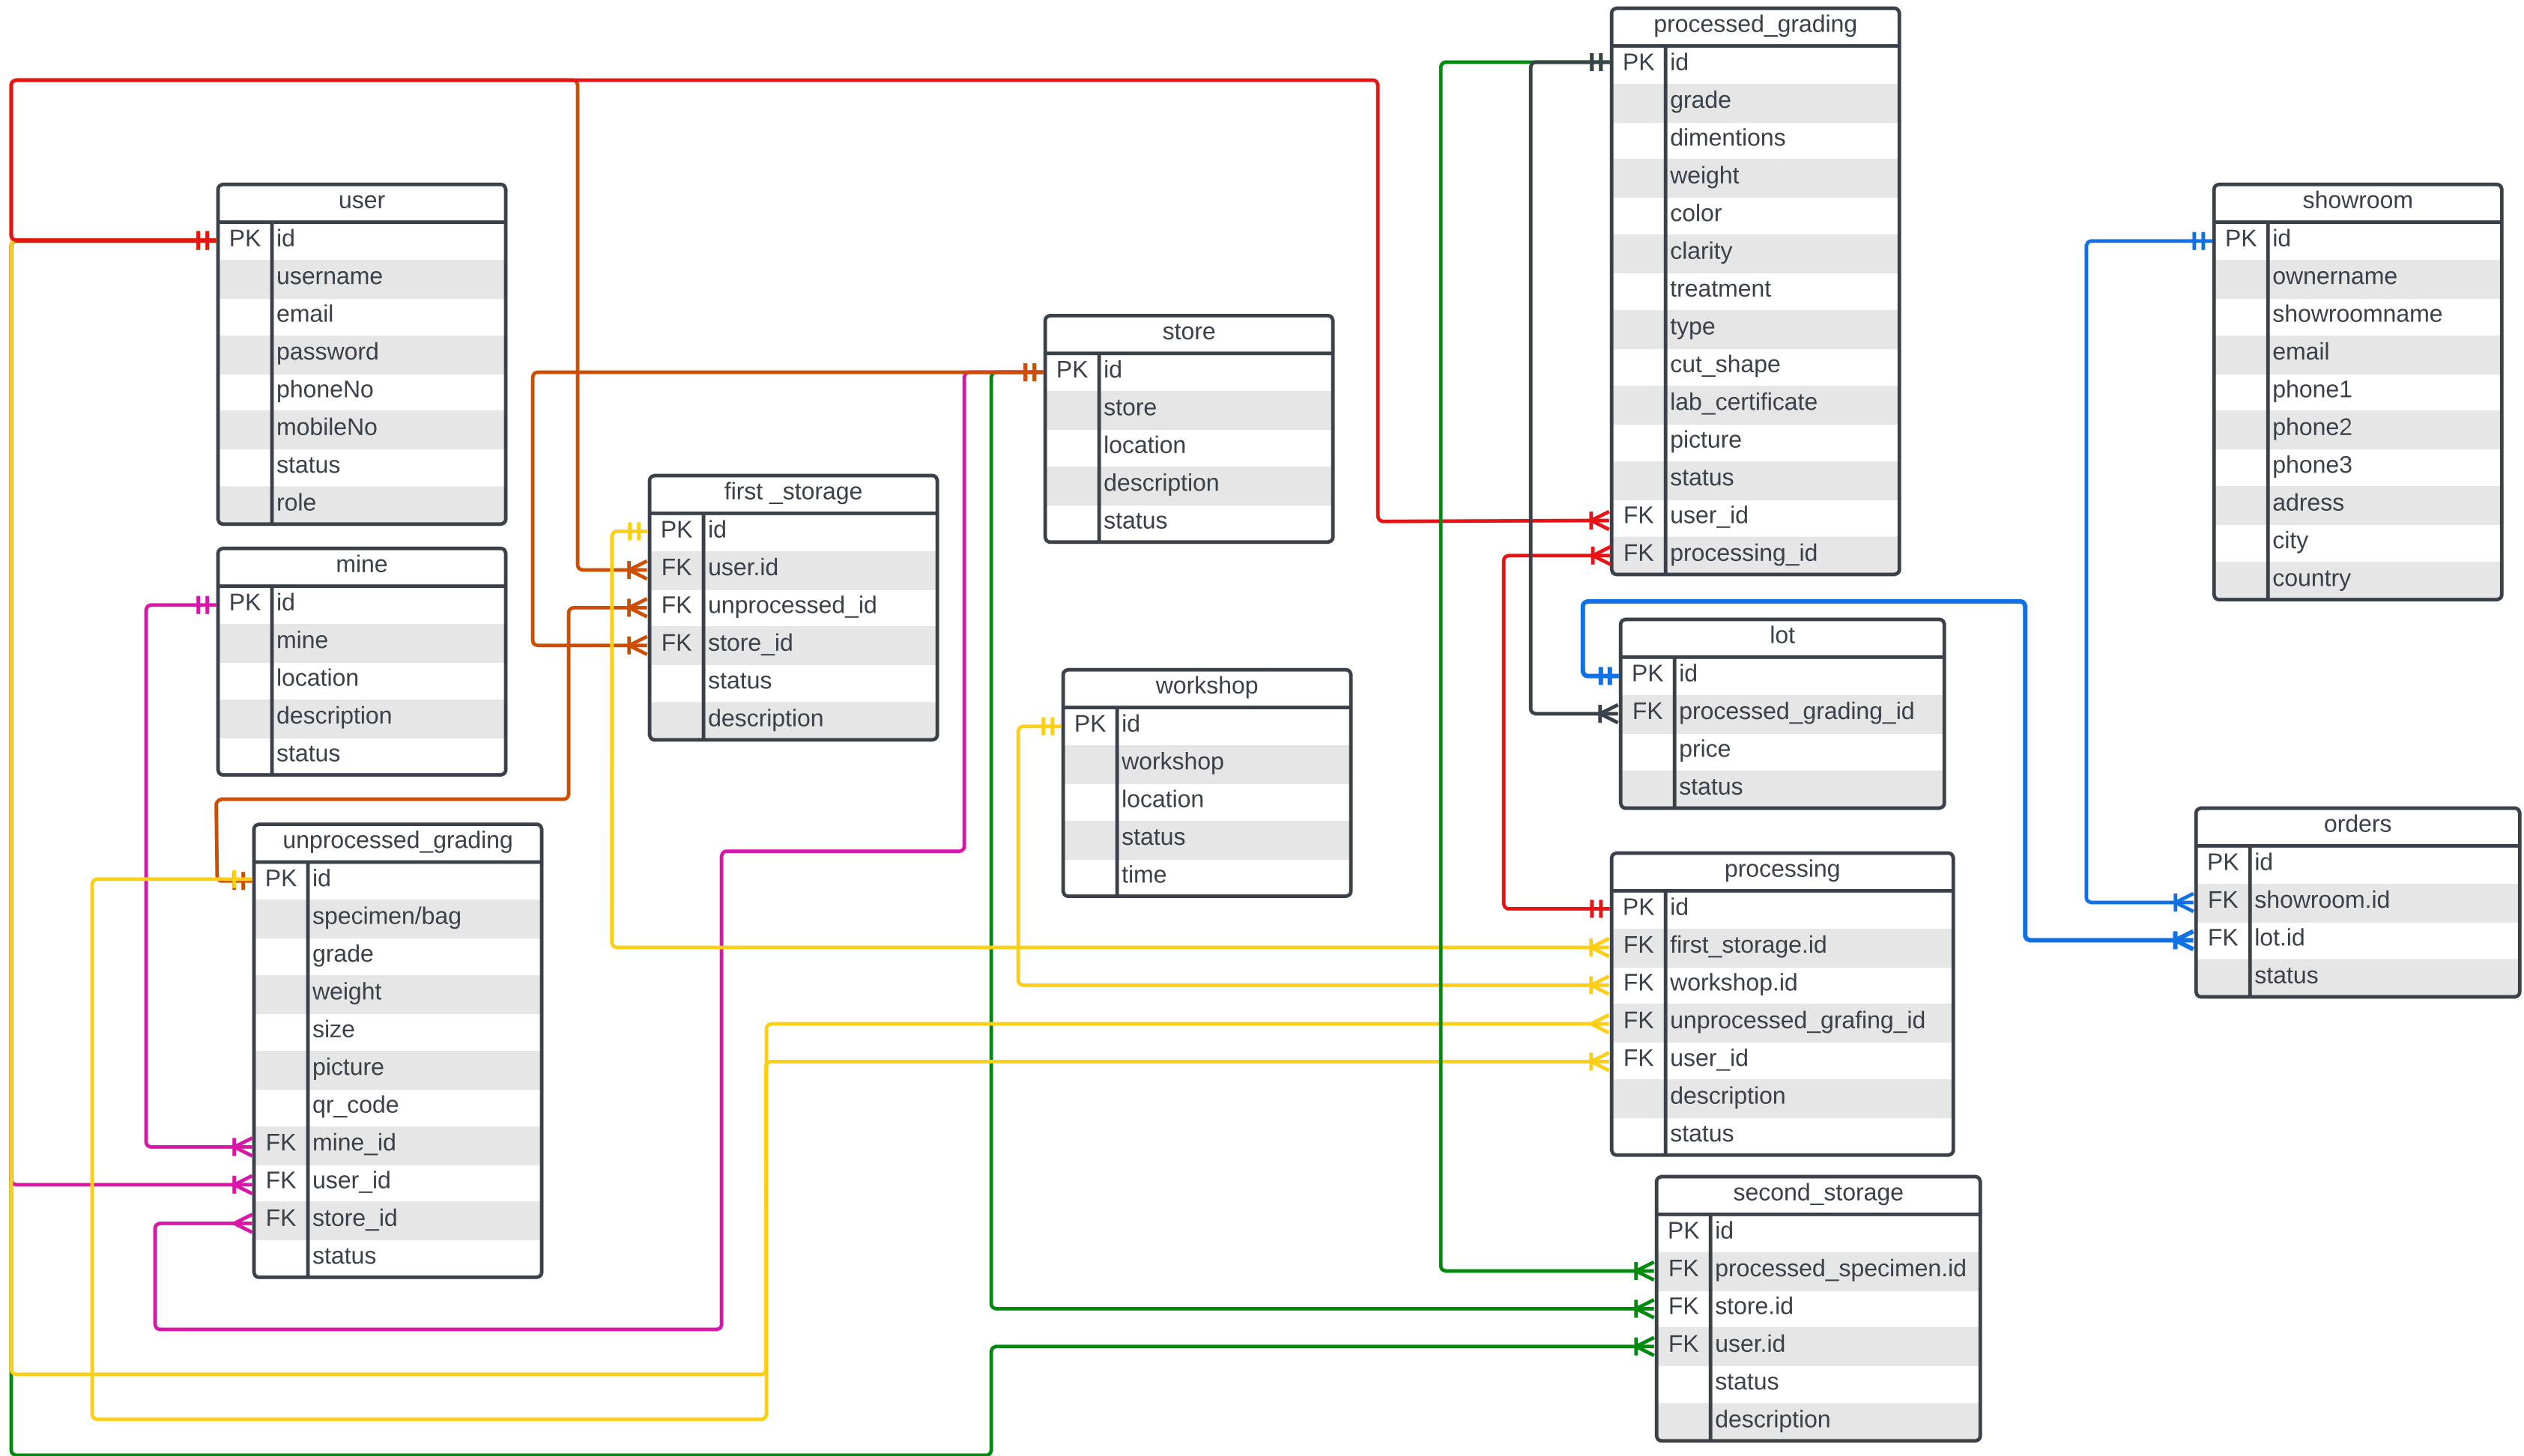 user
PK id
username
email
password
phoneNo
mobileNo
status
role
mine
PK id
mine
location
description
status
unprocessed_grading
PK id
specimen/bag
grade
weight
size
picture
qr_code
FK mine_id
FK user_id
FK store_id
status
first _storage
PK id
FK user.id
FK unprocessed_id
FK store_id
status
description
store
PK id
store
location
description
status
workshop
PK id
workshop
location
status
time
processed_grading
PK id
grade
dimentions
weight
color
clarity
treatment
type
cut_shape
lab_certificate
picture
status
FK user_id
FK processing_id
lot
PK id
FK processed_grading_id
price
status
processing
PK id
FK first_storage.id
FK workshop.id
FK unprocessed_grafing_id
FK user_id
description
status
second_storage
PK id
FK processed_specimen.id
FK store.id
FK user.id
status
description
showroom
PK id
ownername
showroomname
email
phone1
phone2
phone3
adress
city
country
orders
PK id
FK showroom.id
FK lot.id
status